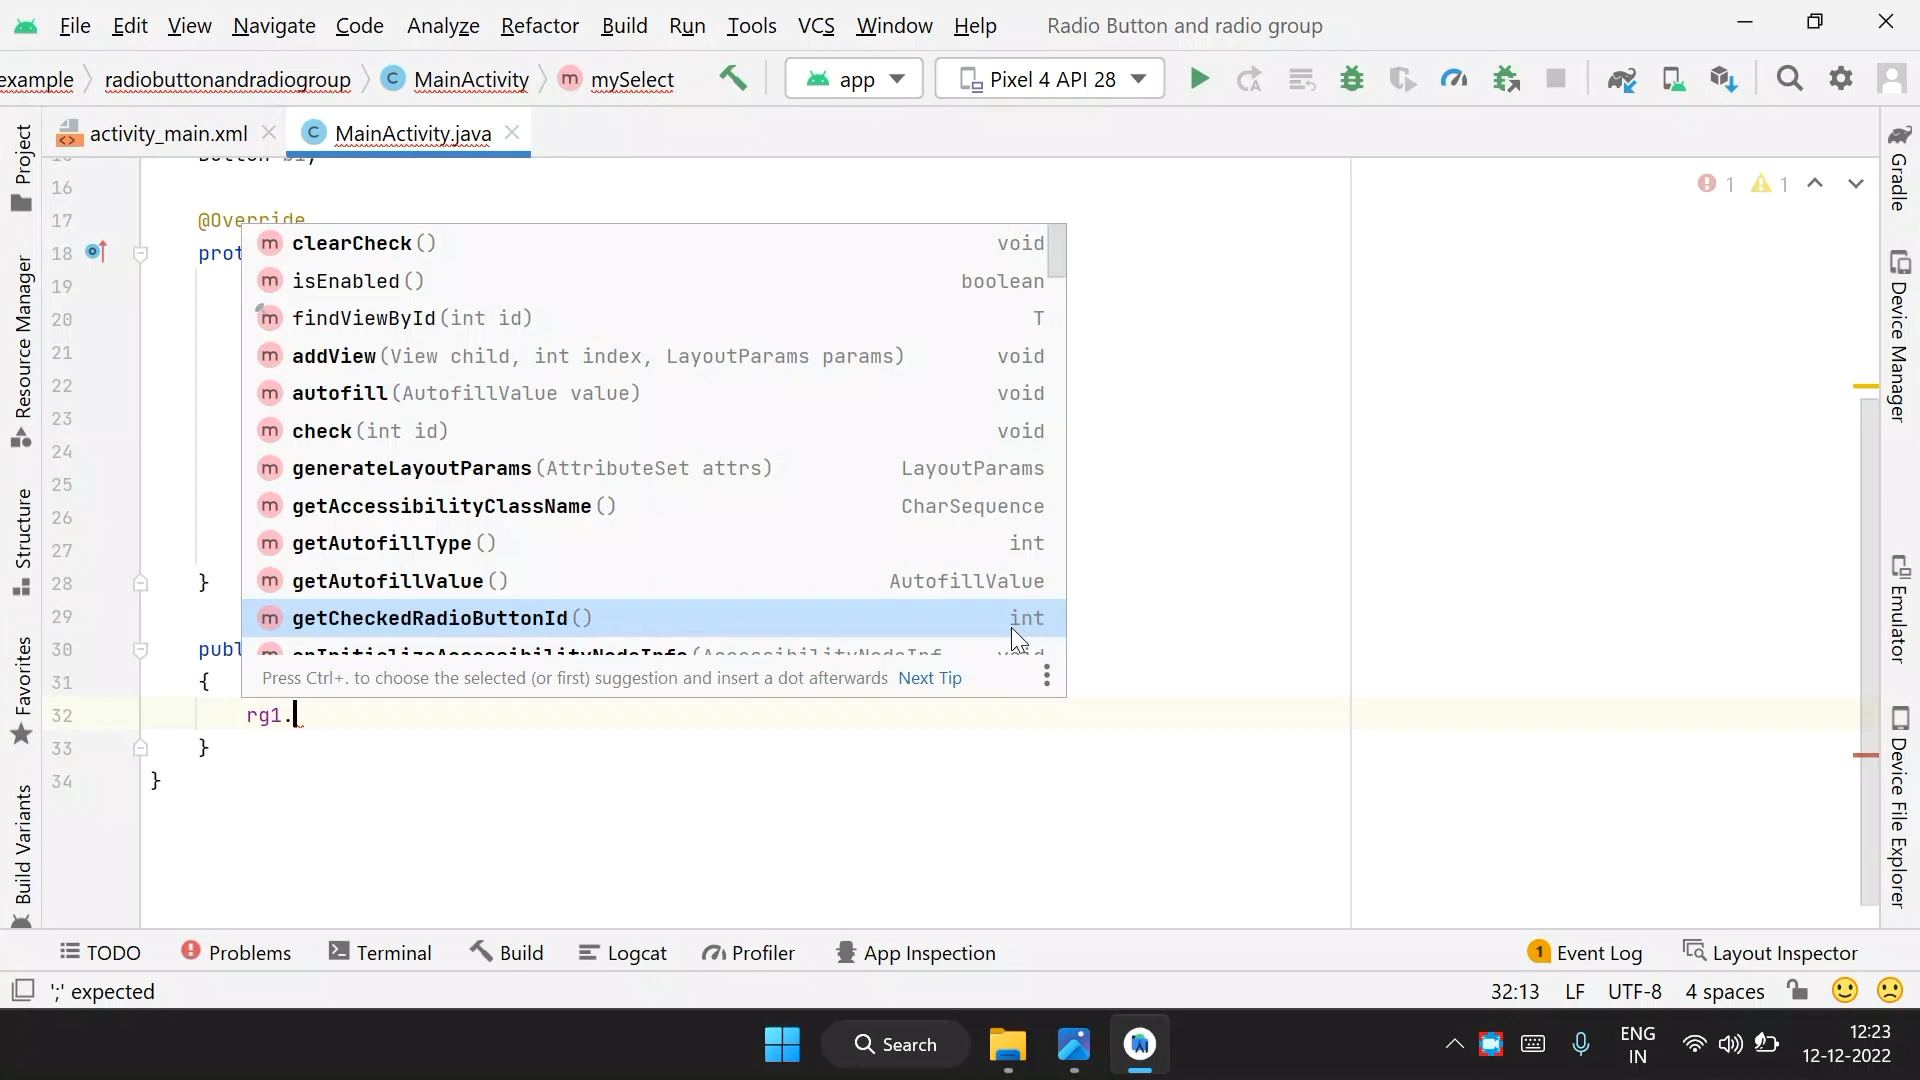 File Edit View Navigate Code Analyze Refactor Build Run Tools VCS Window Help Radio Button and radio group
example radiobuttonandradiogroup C MainActivity m mySelect app Pixel 4 API 28
activity_main.xml C MainActivity.java
16
17 @Override
18 prot
19
20
21
22
23
24
25
26
27
28 }
29
30 publ
31 {
32 rg1.
33 }
34 }
1 1
m clearCheck() void
m isEnabled() boolean
m findViewById(int id) T
m addView(View child, int index, LayoutParams params) void
m autofill(AutofillValue value) void
m check(int id) void
m generateLayoutParams(AttributeSet attrs) LayoutParams
m getAccessibilityClassName() CharSequence
m getAutofillType() int
m getAutofillValue() AutofillValue
m getCheckedRadioButtonId() int
Press Ctrl+. to choose the selected (or first) suggestion and insert a dot afterwards Next Tip
Project
Resource Manager
Structure
Favorites
Build Variants
Gradle
Device Manager
Emulator
Device File Explorer
TODO Problems Terminal Build Logcat Profiler App Inspection 1 Event Log Layout Inspector
';' expected 32:13 LF UTF-8 4 spaces
Search ENG 12:23
IN 12-12-2022